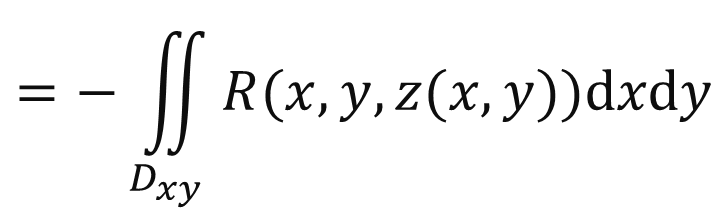 = − ∬_{D_{xy}} R(x, y, z(x, y))dxdy